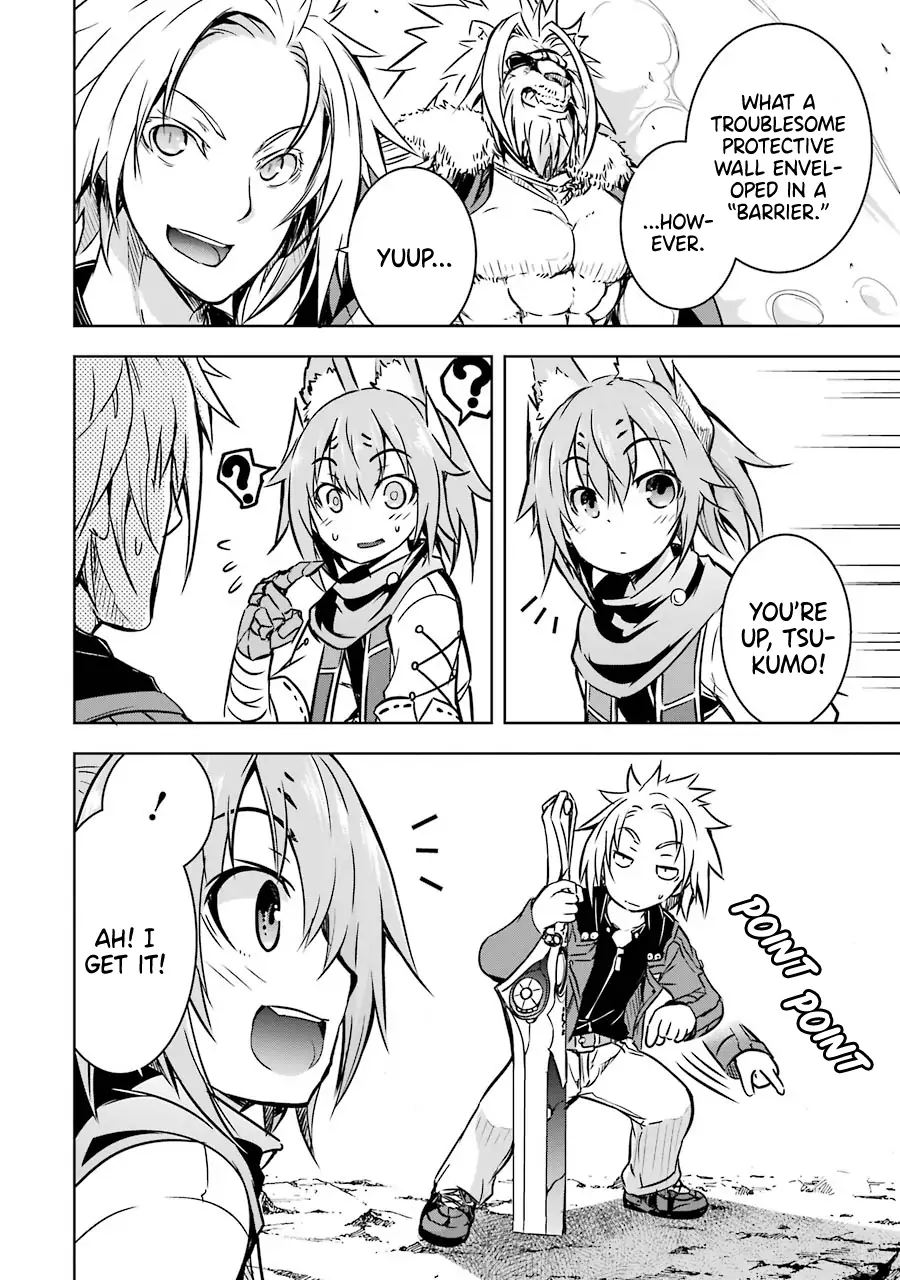 WHAT A
TROUBLESOME
PROTECTIVE
WALL ENVEL-
OPED IN A
"BARRIER."
...HOW-
EVER.
YUUP...
YOU'RE
UP, TSU-
KUMO!
?
?
!
AH! I
GET IT!
POINT POINT